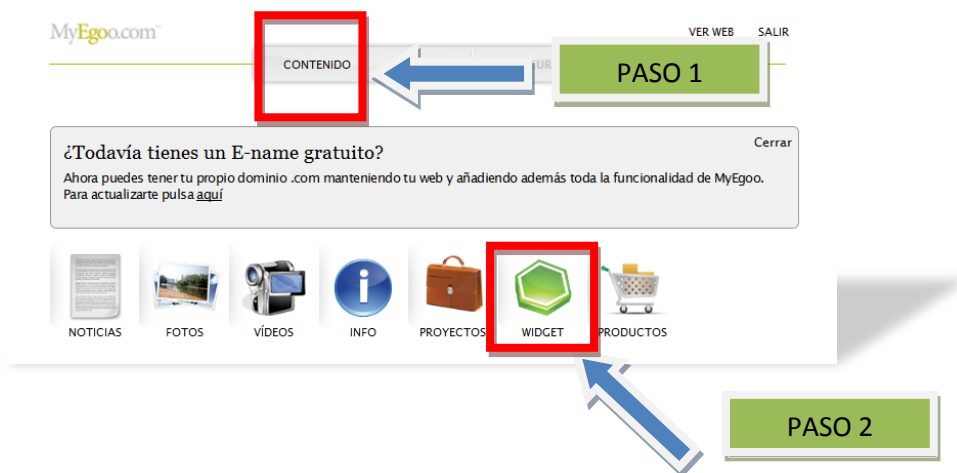 MyEgoo.com
VER WEB SALIR
CONTENIDO
PASO 1
¿Todavía tienes un E-name gratuito?
Cerrar
Ahora puedes tener tu propio dominio .com manteniendo tu web y añadiendo además toda la funcionalidad de MyEgoo.
Para actualizarte pulsa aquí
NOTICIAS FOTOS VÍDEOS INFO PROYECTOS WIDGET PRODUCTOS
PASO 2